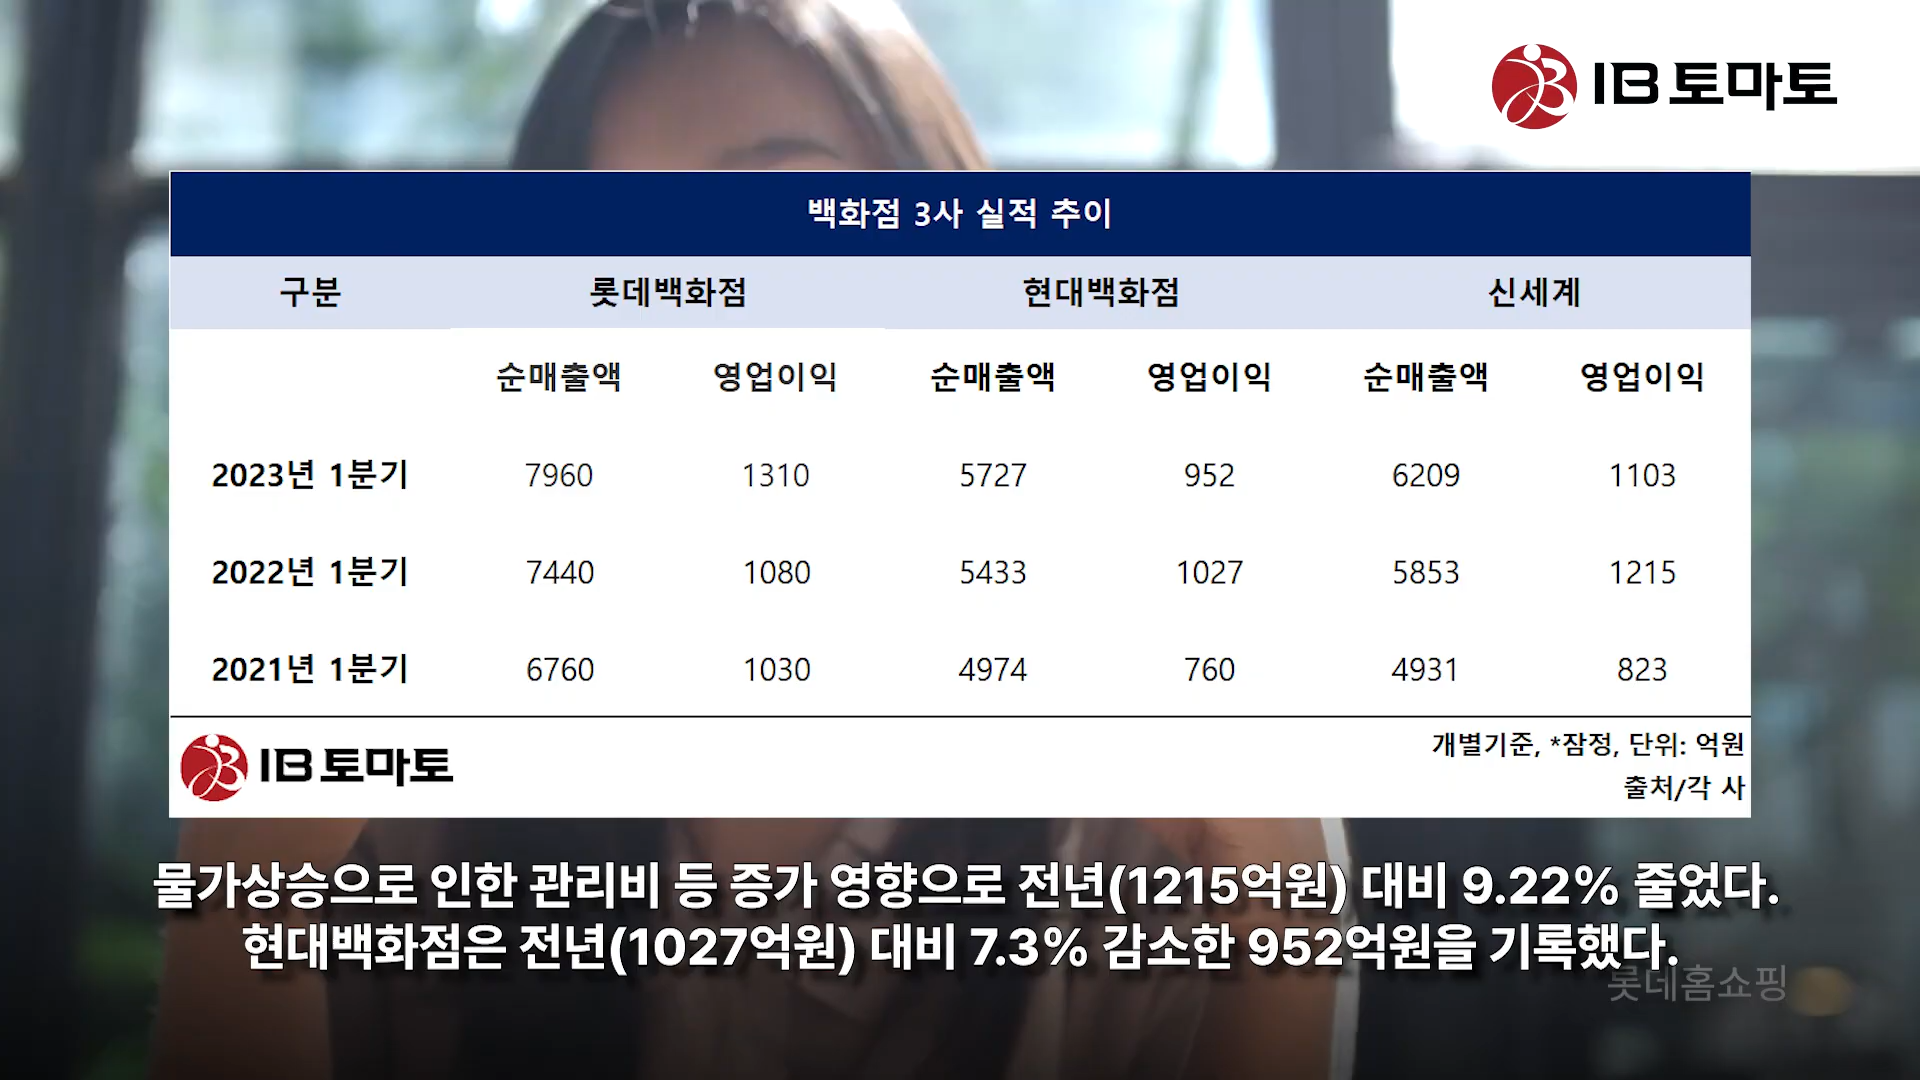 IB 토마토
백화점 3사 실적 추이
구분 롯데백화점 현대백화점 신세계
순매출액 영업이익 순매출액 영업이익 순매출액 영업이익
2023년 1분기 7960 1310 5727 952 6209 1103
2022년 1분기 7440 1080 5433 1027 5853 1215
2021년 1분기 6760 1030 4974 760 4931 823
IB 토마토
개별기준, *잠정, 단위: 억원
출처/각 사
물가상승으로 인한 관리비 등 증가 영향으로 전년(1215억원) 대비 9.22% 줄었다.
현대백화점은 전년(1027억원) 대비 7.3% 감소한 952억원을 기록했다.
롯데홈쇼핑